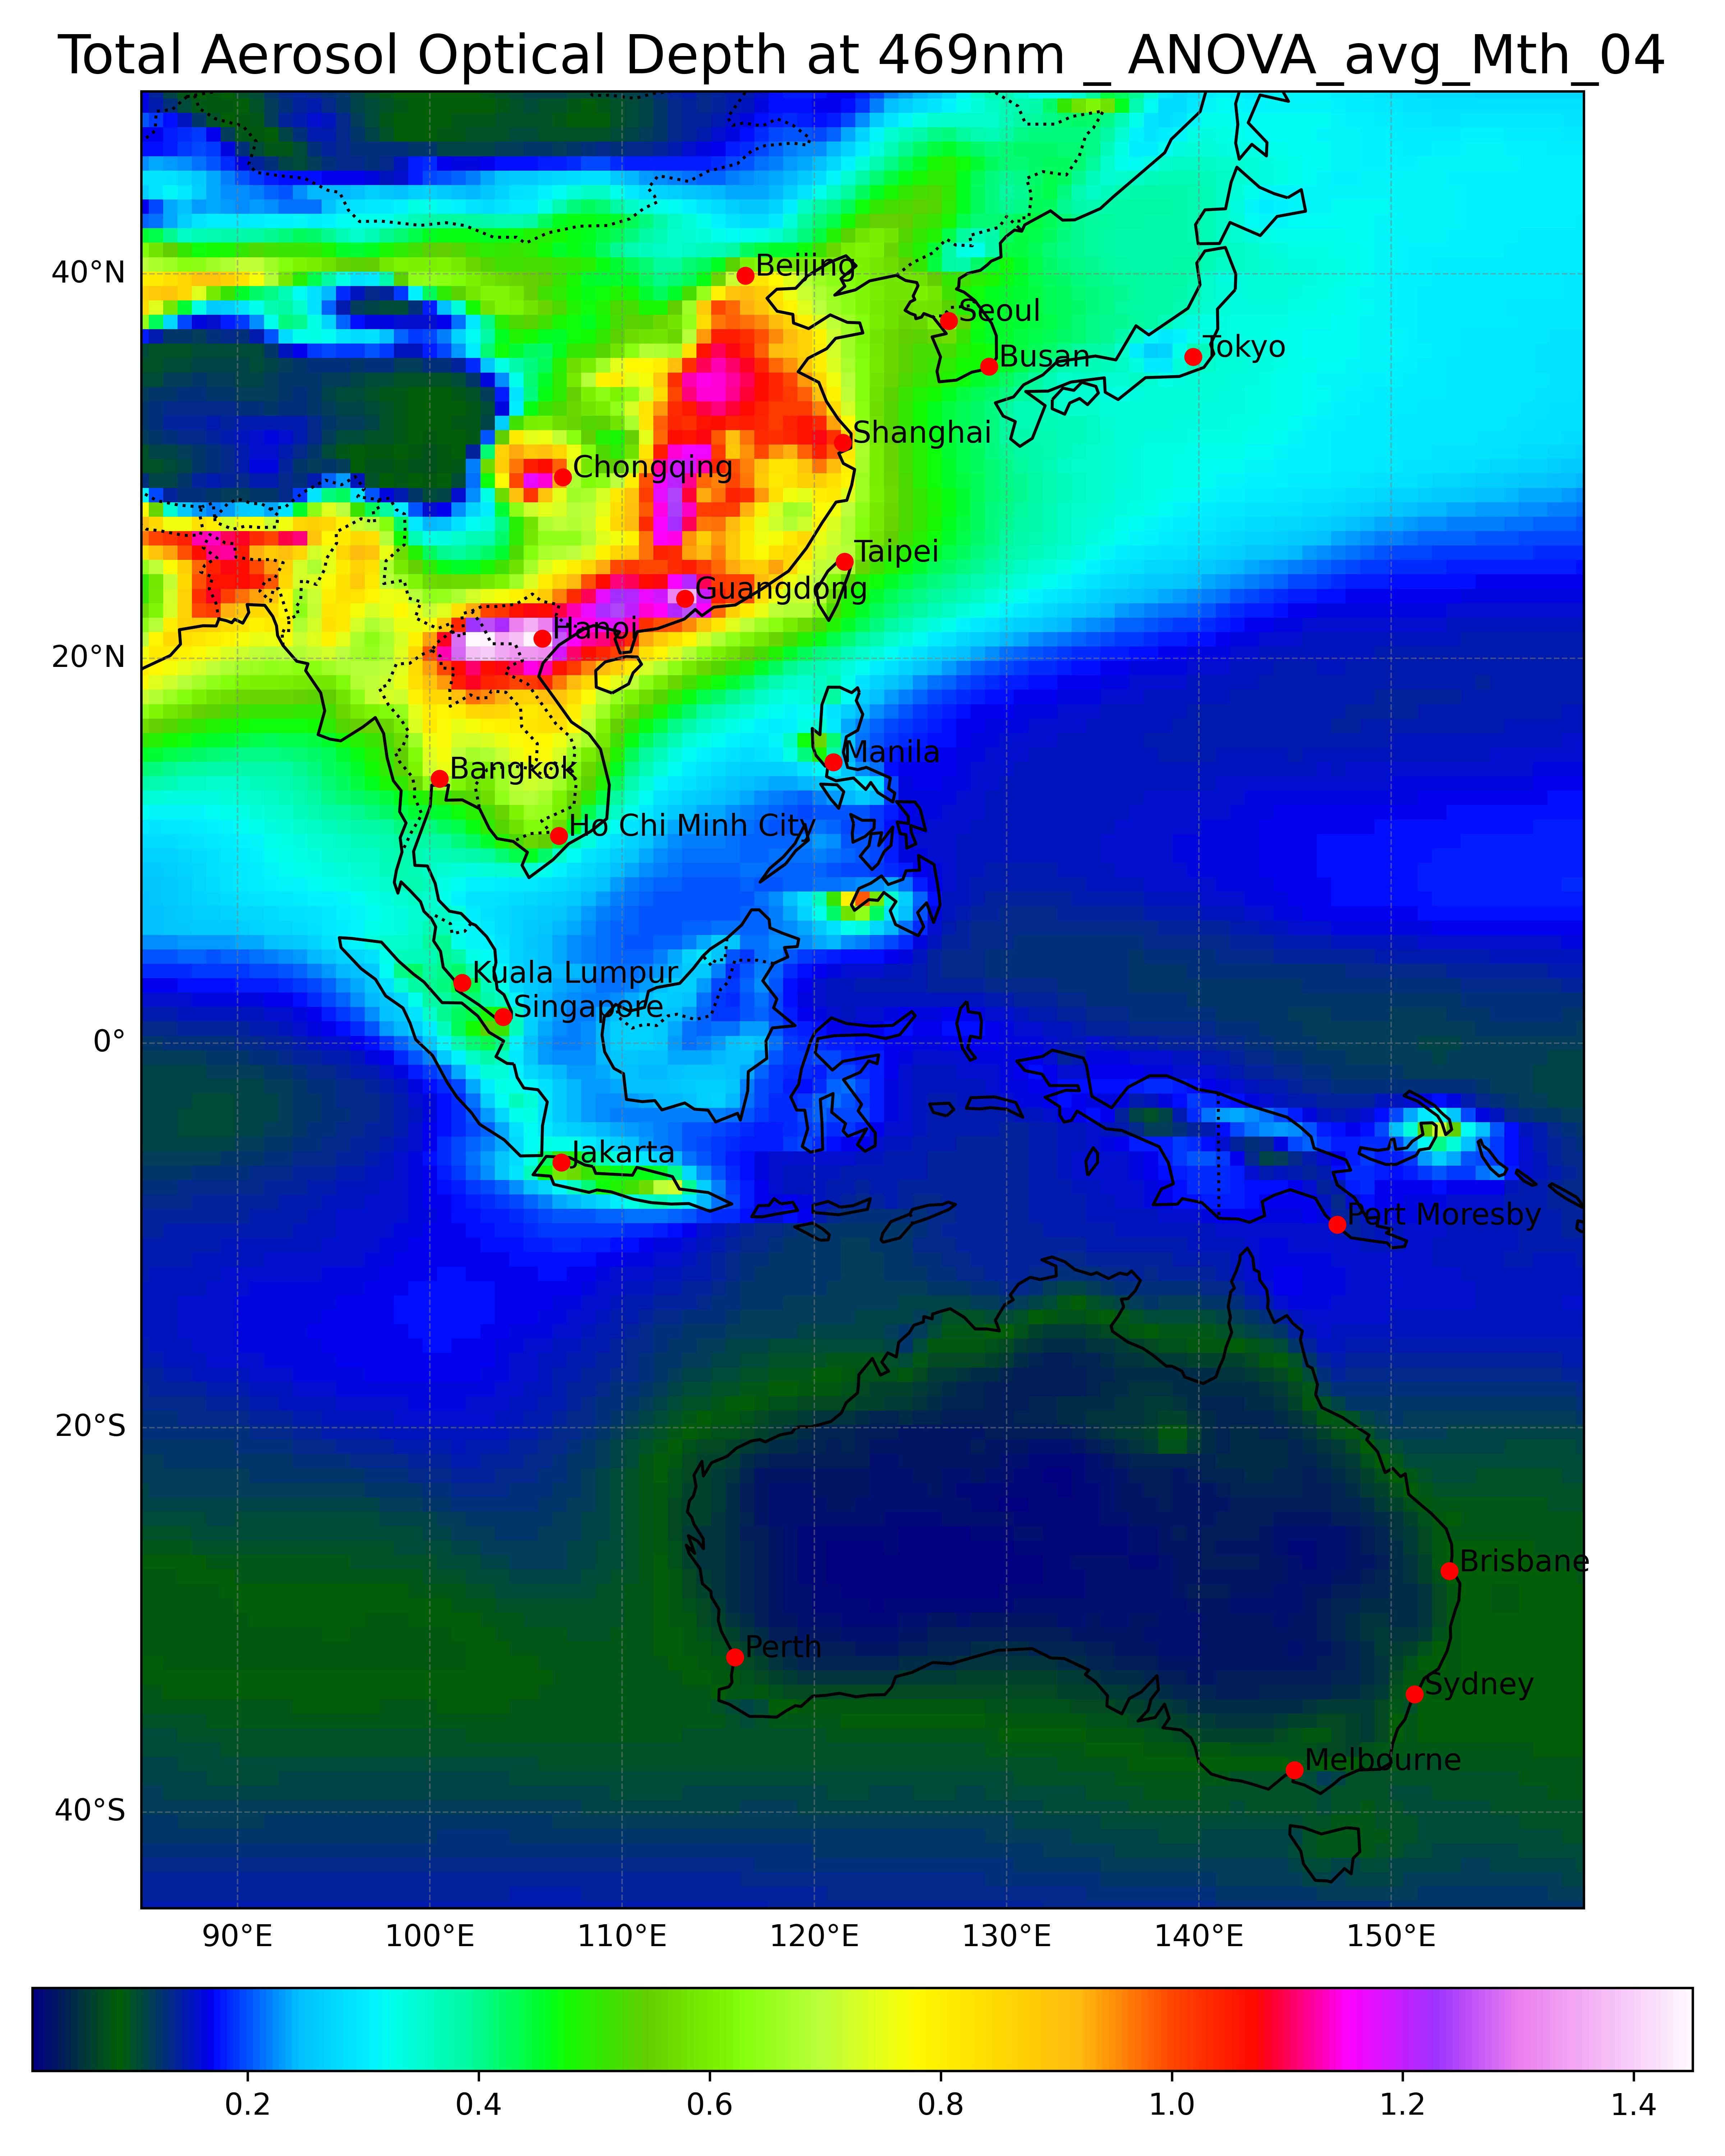 Total Aerosol Optical Depth at 469nm _ ANOVA_avg_Mth_04
40°N
20°N
0°
20°S
40°S
Beijing
Seoul
Busan
Tokyo
Shanghai
Chongqing
Taipei
Guangdong
Hanoi
Manila
Bangkok
Ho Chi Minh City
Kuala Lumpur
Singapore
Jakarta
Port Moresby
Brisbane
Perth
Sydney
Melbourne
90°E 100°E 110°E 120°E 130°E 140°E 150°E
0.2 0.4 0.6 0.8 1.0 1.2 1.4